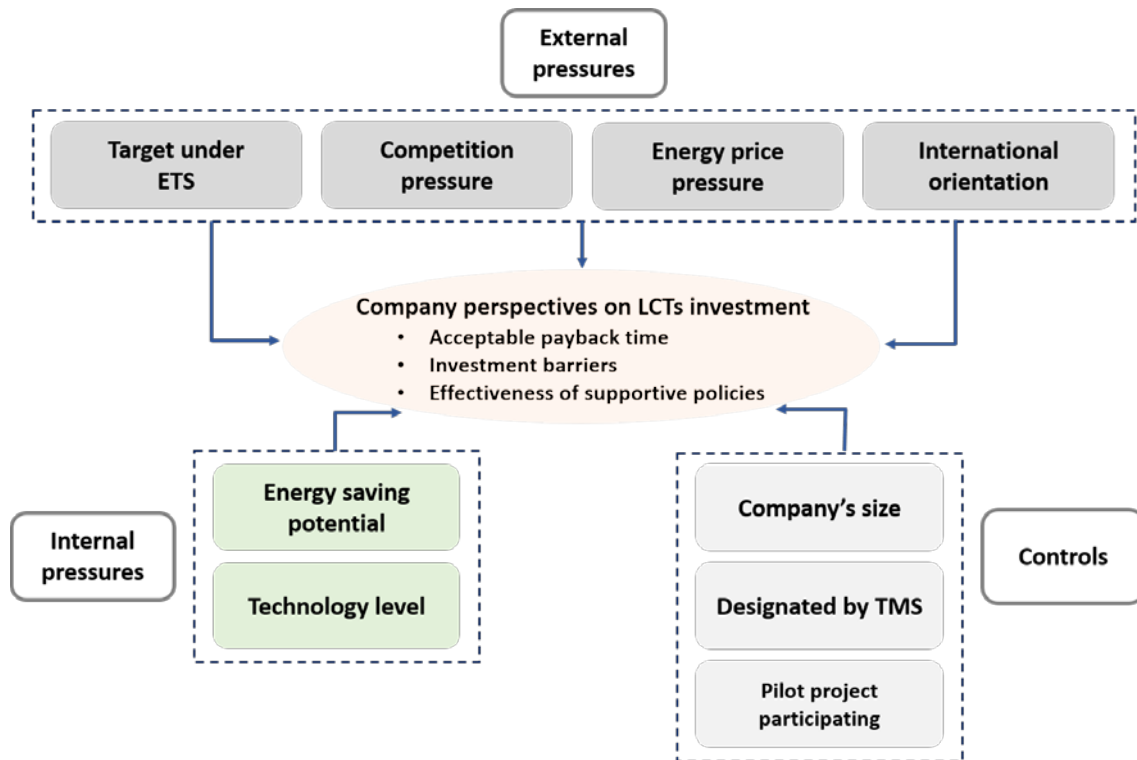 External
pressures
Target under
ETS
Competition
pressure
Energy price
pressure
International
orientation
Company perspectives on LCTs investment
• Acceptable payback time
• Investment barriers
• Effectiveness of supportive policies
Internal
pressures
Energy saving
potential
Technology level
Company’s size
Designated by TMS
Pilot project
participating
Controls